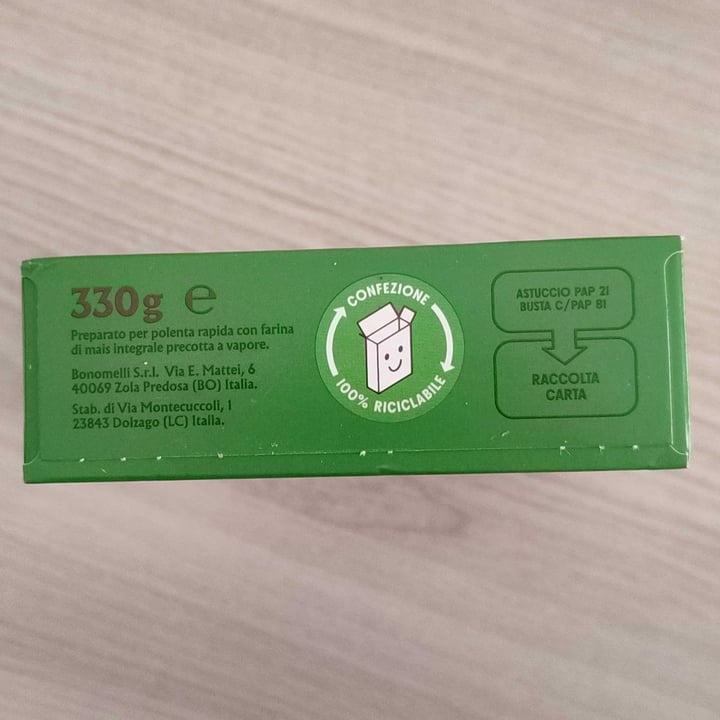 330g ℮
Preparato per polenta rapida con farina
di mais integrale precotta a vapore.
Bonomelli S.r.l. Via E. Mattei, 6
40069 Zola Predosa (BO) Italia.
Stab. di Via Montecuccoli, 1
23843 Dolzago (LC) Italia.
CONFEZIONE
100% RICICLABILE
ASTUCCIO PAP 21
BUSTA C/PAP 81
RACCOLTA
CARTA